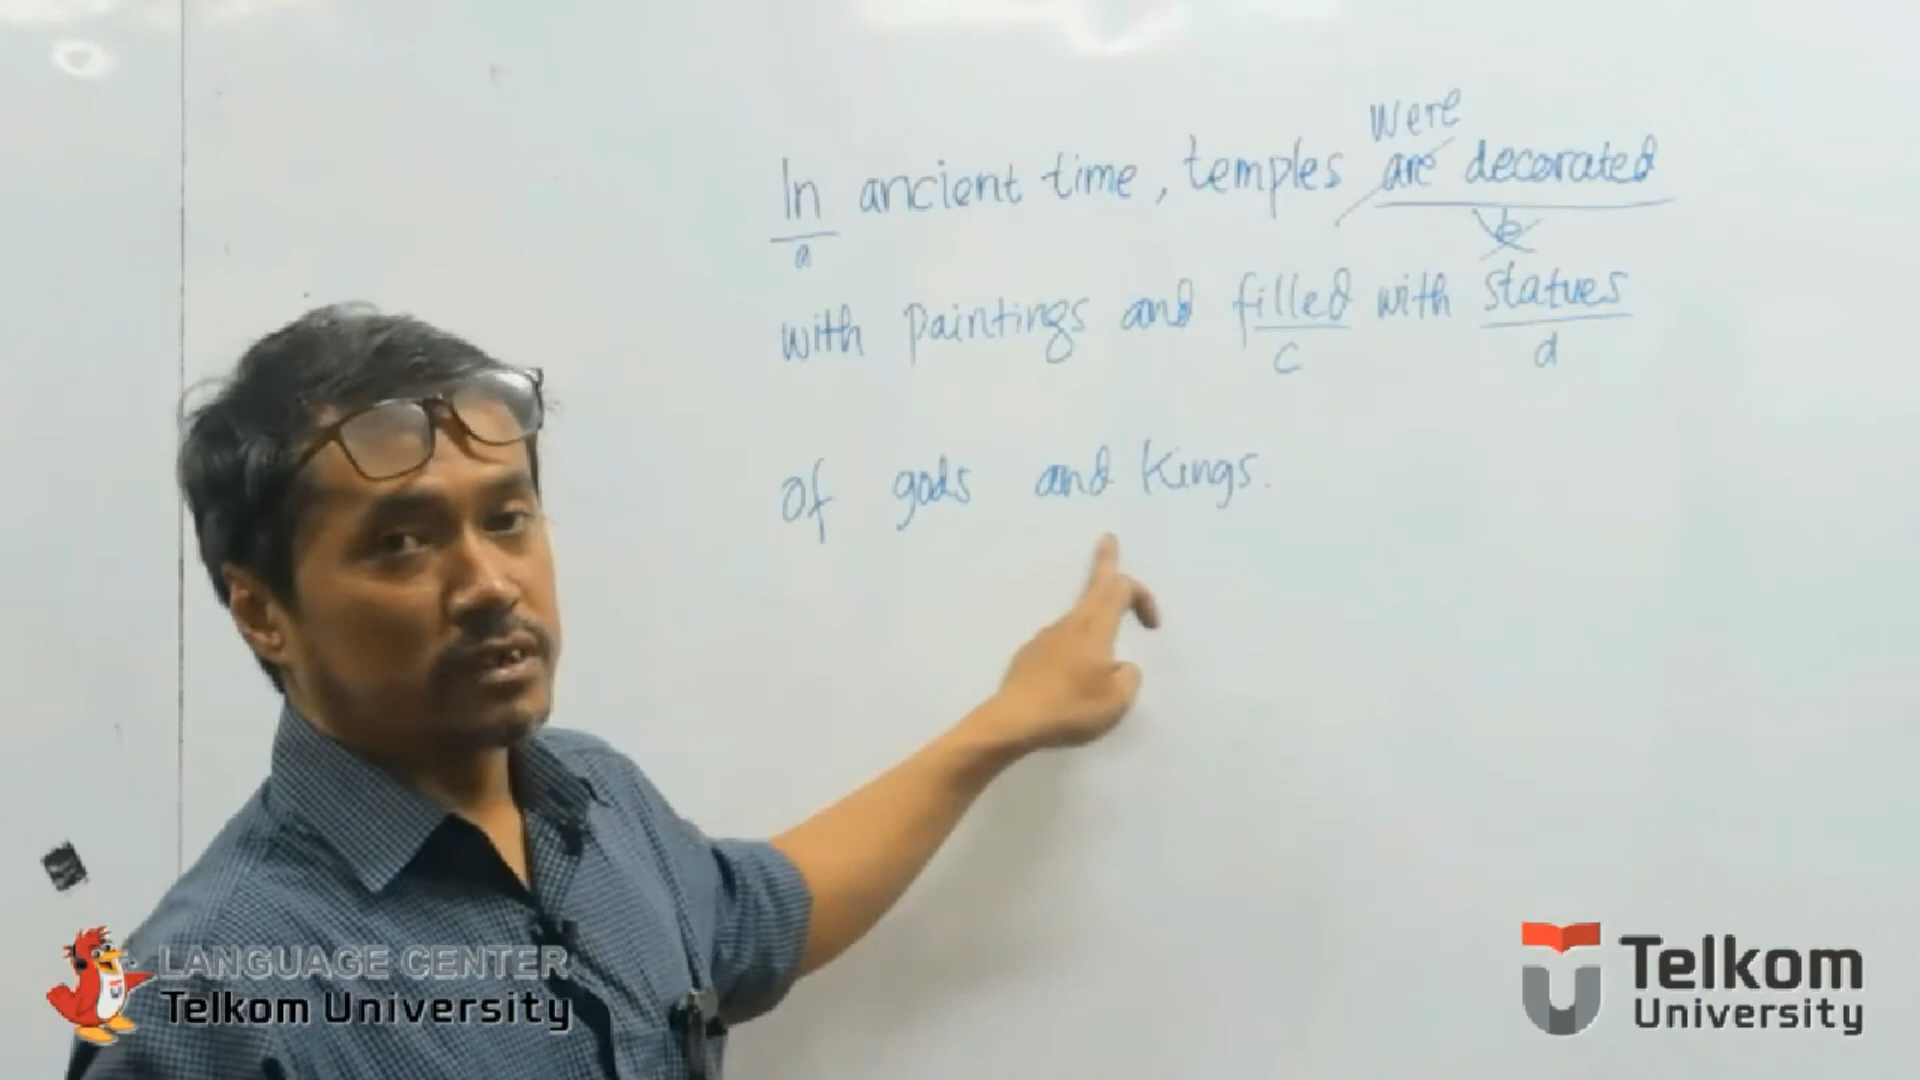 were
In ancient time, temples are decorated
a
b
with paintings and filled with statues
c
d
of gods and kings.
LANGUAGE CENTER
Telkom University
Telkom
University